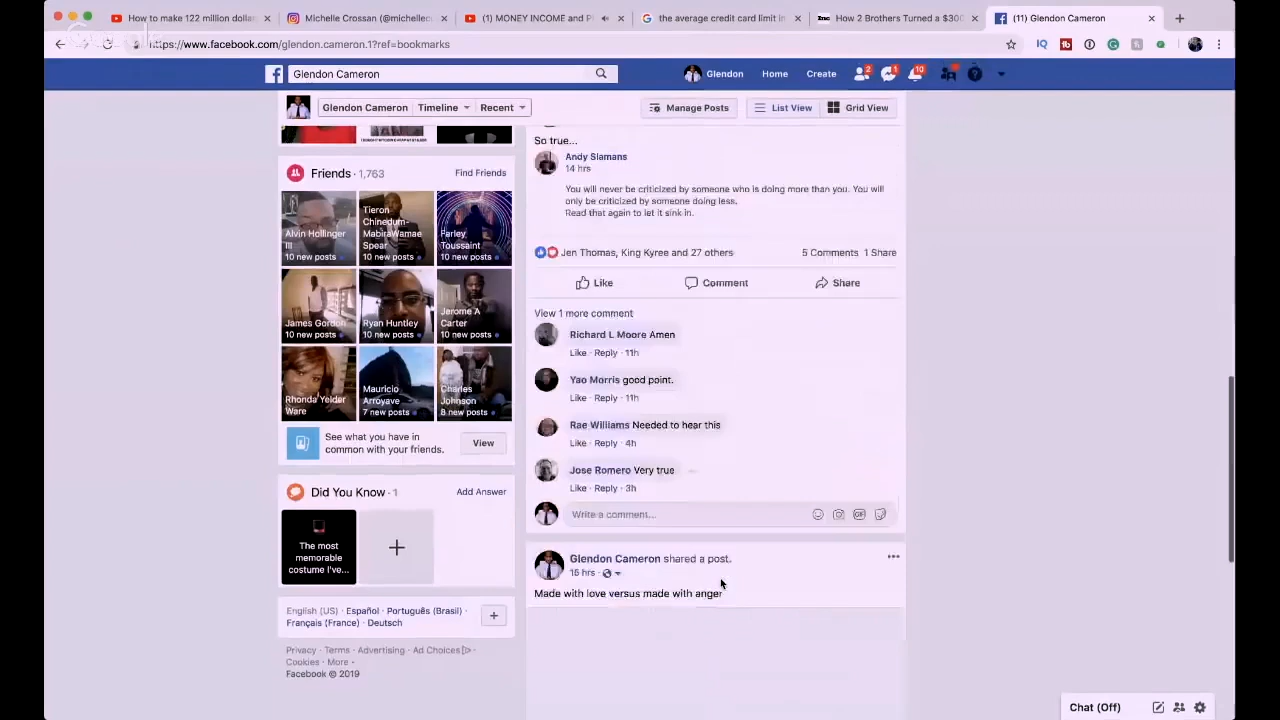 How to make 122 million dollar
Michelle Crossan (@michellec
(1) MONEY INCOME and P
the average credit card limit in
Inc. How 2 Brothers Turned a $300
(11) Glendon Cameron
https://www.facebook.com/glendon.cameron.1?ref=bookmarks
Glendon Cameron
Glendon Home Create 2 1 10
Glendon Cameron Timeline Recent
Manage Posts List View Grid View
Friends · 1,763 Find Friends
Alvin Hollinger
III
10 new posts
Tieron
Chinedum-
MabiraWamae
Spear
10 new posts
Farley
Toussaint
10 new posts
James Gordon
10 new posts
Ryan Huntley
10 new posts
Jerome A
Carter
10 new posts
Rhonda Yelder
Ware
Mauricio
Arroyave
7 new posts
Charles
Johnson
8 new posts
See what you have in
common with your friends.
View
Did You Know · 1 Add Answer
The most
memorable
costume I've...
English (US) · Español · Português (Brasil) ·
Français (France) · Deutsch
Privacy · Terms · Advertising · Ad Choices ·
Cookies · More
Facebook © 2019
So true...
Andy Slamans
14 hrs
You will never be criticized by someone who is doing more than you. You will
only be criticized by someone doing less.
Read that again to let it sink in.
Jen Thomas, King Kyree and 27 others 5 Comments 1 Share
Like Comment Share
View 1 more comment
Richard L Moore Amen
Like · Reply · 11h
Yao Morris good point.
Like · Reply · 11h
Rae Williams Needed to hear this
Like · Reply · 4h
Jose Romero Very true
Like · Reply · 3h
Write a comment...
GIF
Glendon Cameron shared a post.
15 hrs ·
Made with love versus made with anger
Chat (Off)